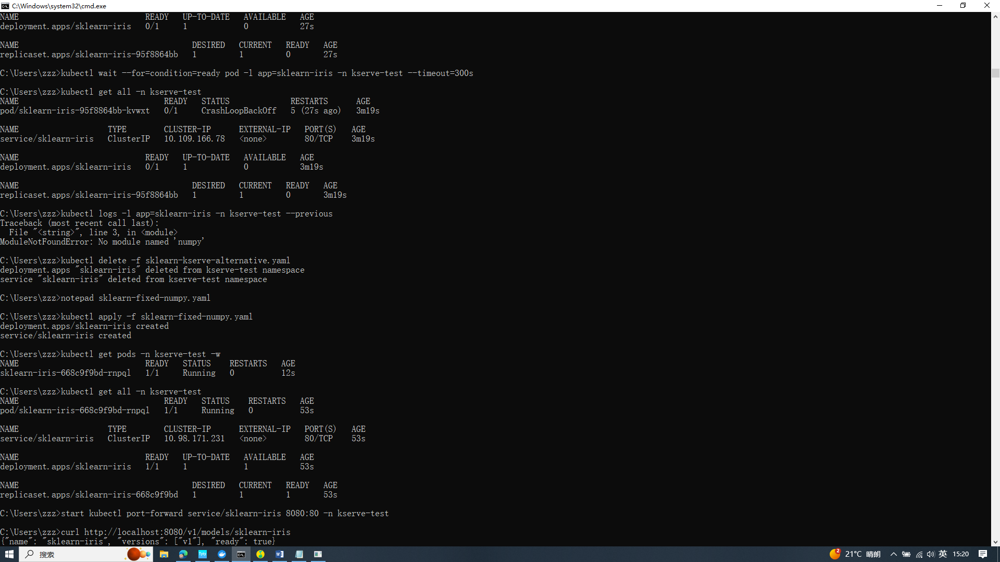 C:\Windows\system32\cmd.exe
NAME READY UP-TO-DATE AVAILABLE AGE
deployment.apps/sklearn-iris 0/1 1 0 27s
NAME DESIRED CURRENT READY AGE
replicaset.apps/sklearn-iris-95f8864bb 1 1 0 27s
C:\Users\zzz>kubectl wait --for=condition=ready pod -l app=sklearn-iris -n kserve-test --timeout=300s
C:\Users\zzz>kubectl get all -n kserve-test
NAME READY STATUS RESTARTS AGE
pod/sklearn-iris-95f8864bb-kvwxt 0/1 CrashLoopBackOff 5 (27s ago) 3m19s
NAME TYPE CLUSTER-IP EXTERNAL-IP PORT(S) AGE
service/sklearn-iris ClusterIP 10.109.166.78 <none> 80/TCP 3m19s
NAME READY UP-TO-DATE AVAILABLE AGE
deployment.apps/sklearn-iris 0/1 1 0 3m19s
NAME DESIRED CURRENT READY AGE
replicaset.apps/sklearn-iris-95f8864bb 1 1 0 3m19s
C:\Users\zzz>kubectl logs -l app=sklearn-iris -n kserve-test --previous
Traceback (most recent call last):
File "<string>", line 3, in <module>
ModuleNotFoundError: No module named 'numpy'
C:\Users\zzz>kubectl delete -f sklearn-kserve-alternative.yaml
deployment.apps "sklearn-iris" deleted from kserve-test namespace
service "sklearn-iris" deleted from kserve-test namespace
C:\Users\zzz>notepad sklearn-fixed-numpy.yaml
C:\Users\zzz>kubectl apply -f sklearn-fixed-numpy.yaml
deployment.apps/sklearn-iris created
service/sklearn-iris created
C:\Users\zzz>kubectl get pods -n kserve-test -w
NAME READY STATUS RESTARTS AGE
sklearn-iris-668c9f9bd-rnpql 1/1 Running 0 12s
C:\Users\zzz>kubectl get all -n kserve-test
NAME READY STATUS RESTARTS AGE
pod/sklearn-iris-668c9f9bd-rnpql 1/1 Running 0 53s
NAME TYPE CLUSTER-IP EXTERNAL-IP PORT(S) AGE
service/sklearn-iris ClusterIP 10.98.171.231 <none> 80/TCP 53s
NAME READY UP-TO-DATE AVAILABLE AGE
deployment.apps/sklearn-iris 1/1 1 1 53s
NAME DESIRED CURRENT READY AGE
replicaset.apps/sklearn-iris-668c9f9bd 1 1 1 53s
C:\Users\zzz>start kubectl port-forward service/sklearn-iris 8080:80 -n kserve-test
C:\Users\zzz>curl http://localhost:8080/v1/models/sklearn-iris
{"name": "sklearn-iris", "versions": ["v1"], "ready": true}
搜索 Tyty 2 21°C 晴朗 英 15:20